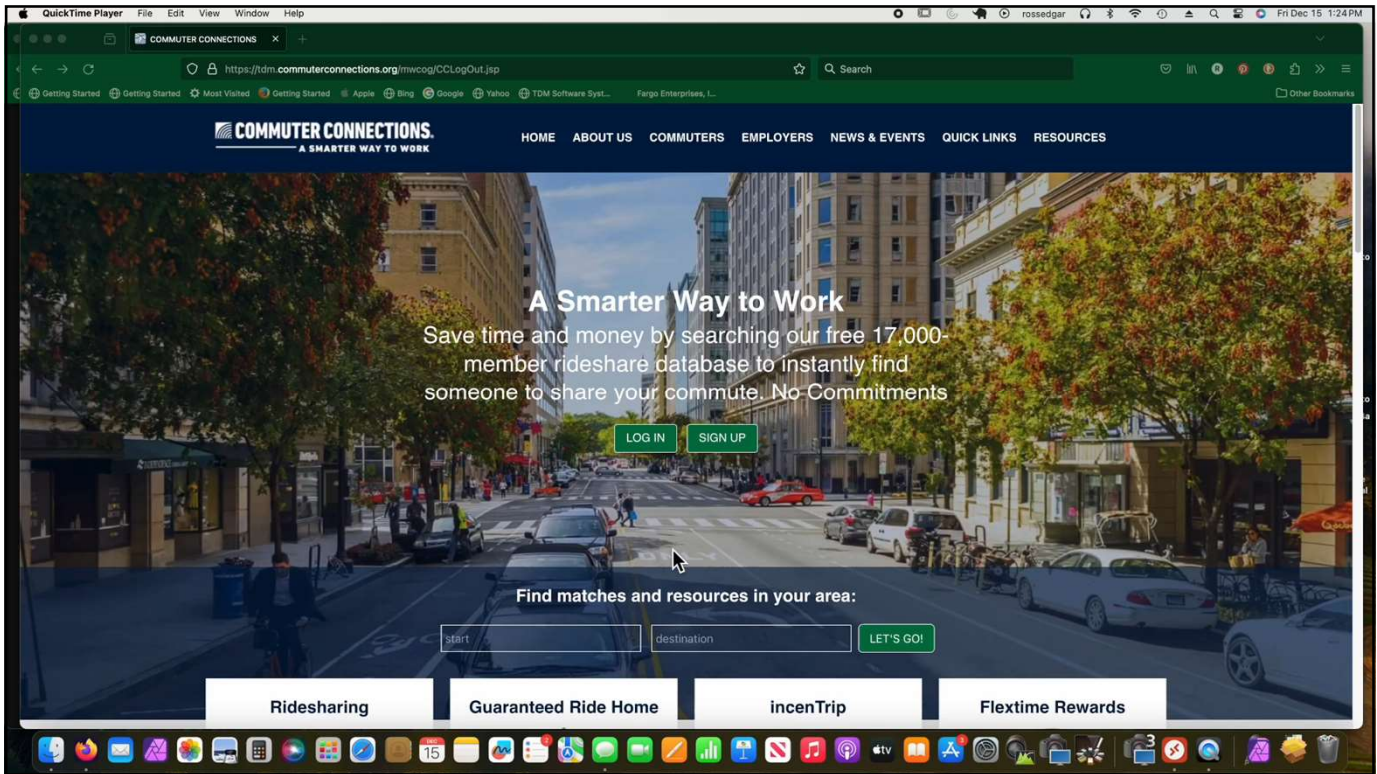 QuickTime Player File Edit View Window Help
rossedgar Fri Dec 15 1:24 PM
COMMUTER CONNECTIONS
https://tdm.commuterconnections.org/mwcog/CCLogOut.jsp
Search
Getting Started Getting Started Most Visited Getting Started Apple Bing Google Yahoo TDM Software Syst... Fargo Enterprises, I... Other Bookmarks
COMMUTER CONNECTIONS.
A SMARTER WAY TO WORK
HOME ABOUT US COMMUTERS EMPLOYERS NEWS & EVENTS QUICK LINKS RESOURCES
A Smarter Way to Work
Save time and money by searching our free 17,000-
member rideshare database to instantly find
someone to share your commute. No Commitments
LOG IN SIGN UP
ONLY
Find matches and resources in your area:
start destination LET'S GO!
Ridesharing Guaranteed Ride Home incenTrip Flextime Rewards
DEC
15
tv
3